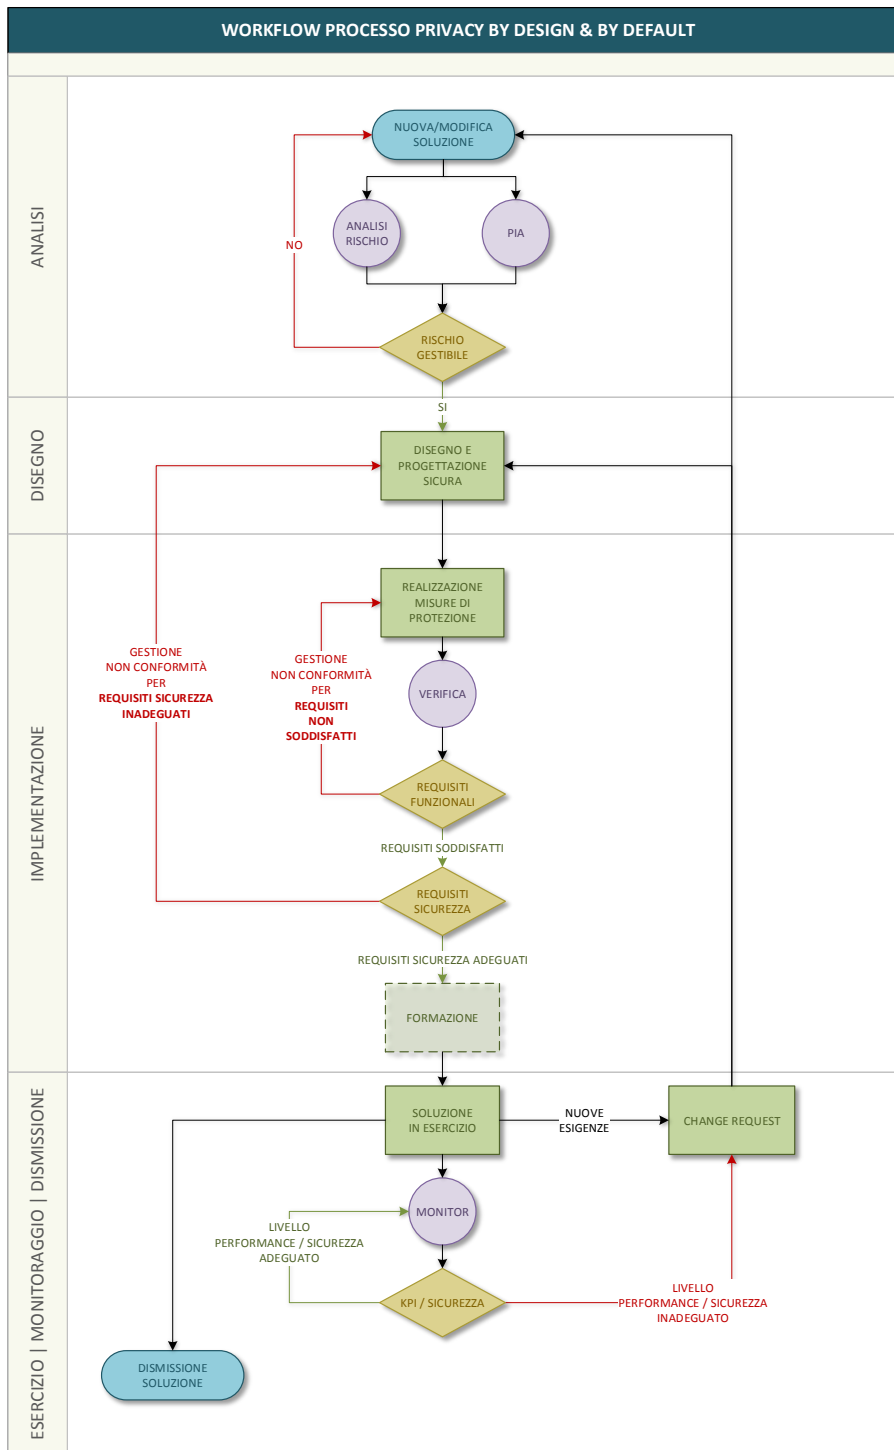 WORKFLOW PROCESSO PRIVACY BY DESIGN & BY DEFAULT
ANALISI
NUOVA/MODIFICA
SOLUZIONE
ANALISI
RISCHIO
PIA
NO
RISCHIO
GESTIBILE
SI
DISEGNO
DISEGNO E
PROGETTAZIONE
SICURA
IMPLEMENTAZIONE
REALIZZAZIONE
MISURE DI
PROTEZIONE
GESTIONE
NON CONFORMITÀ
PER
REQUISITI SICUREZZA
INADEGUATI
GESTIONE
NON CONFORMITÀ
PER
REQUISITI
NON
SODDISFATTI
VERIFICA
REQUISITI
FUNZIONALI
REQUISITI SODDISFATTI
REQUISITI
SICUREZZA
REQUISITI SICUREZZA ADEGUATI
FORMAZIONE
ESERCIZIO | MONITORAGGIO | DISMISSIONE
SOLUZIONE
IN ESERCIZIO
NUOVE
ESIGENZE
CHANGE REQUEST
MONITOR
LIVELLO
PERFORMANCE / SICUREZZA
ADEGUATO
KPI / SICUREZZA
LIVELLO
PERFORMANCE / SICUREZZA
INADEGUATO
DISMISSIONE
SOLUZIONE